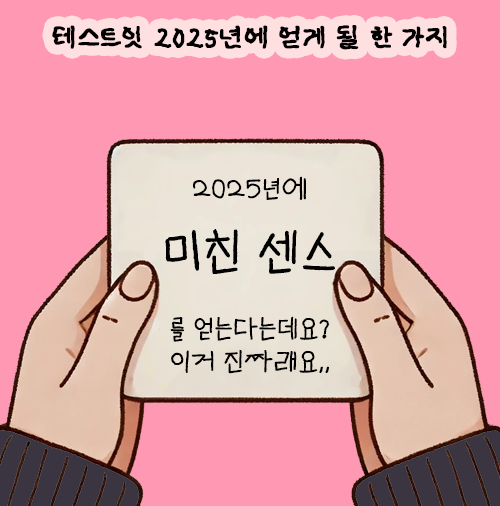 테스트잇 2025년에 얻게 될 한 가지
2025년에
미친 센스
를 얻는다는데요?
이거 진짜래요,,